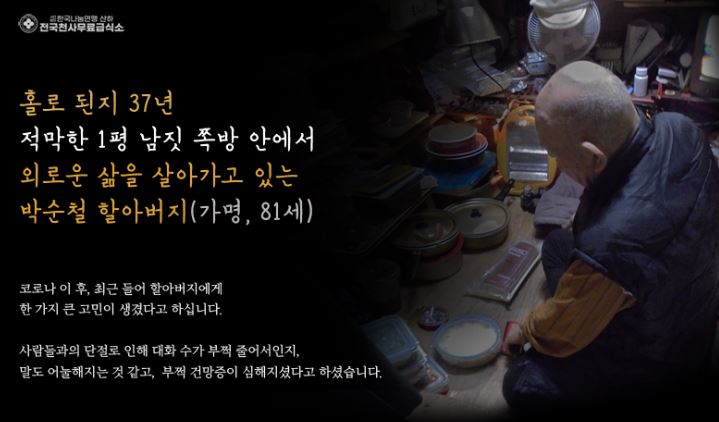 (사)한국나눔연맹 산하
전국천사무료급식소
홀로 된지 37년
적막한 1평 남짓 쪽방 안에서
외로운 삶을 살아가고 있는
박순철 할아버지(가명, 81세)
코로나 이 후, 최근 들어 할아버지에게
한 가지 큰 고민이 생겼다고 하십니다.
사람들과의 단절로 인해 대화 수가 부쩍 줄어서인지,
말도 어눌해지는 것 같고, 부쩍 건망증이 심해지셨다고 하셨습니다.